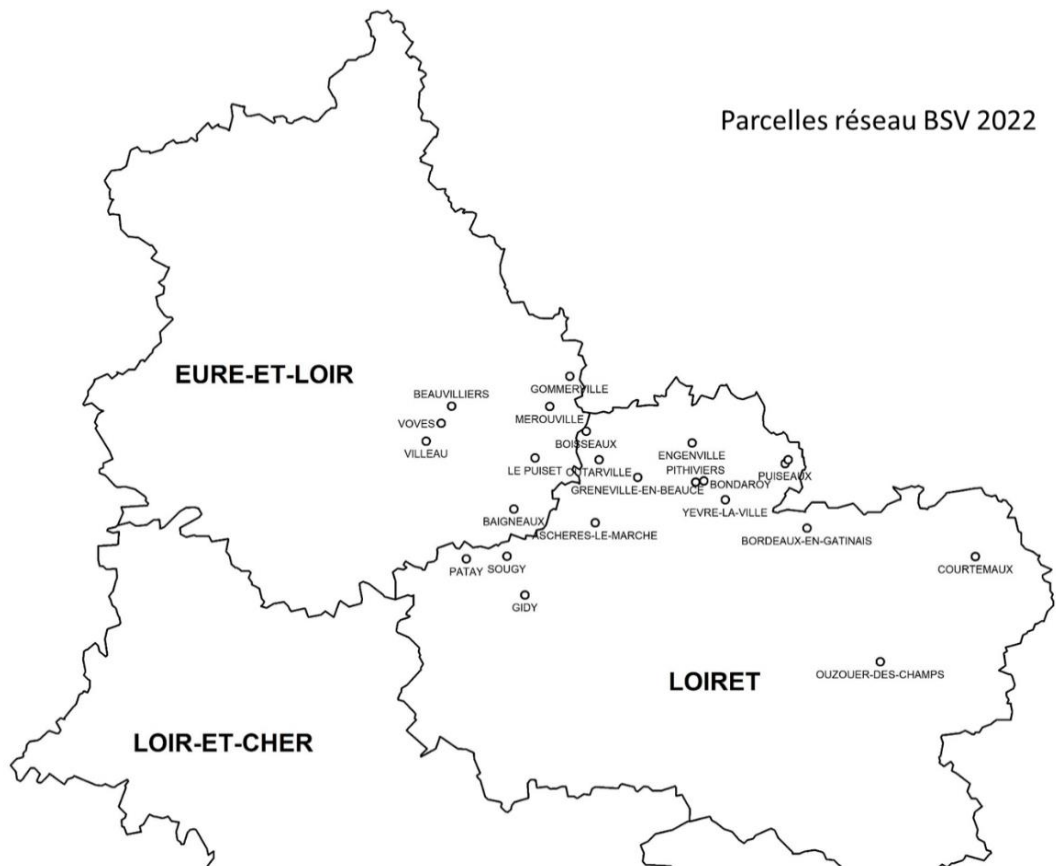 Parcelles réseau BSV 2022
EURE-ET-LOIR
GOMMERVILLE
BEAUVILLIERS
MEROUVILLE
VOVES
BOISSEAUX
VILLEAU
ENGENVILLE
LE PUISET
OUTARVILLE
PITHIVIERS
PUISEAUX
GRENEVILLE-EN-BEAUCE
BONDAROY
YEVRE-LA-VILLE
BAIGNEAUX
ASCHERES-LE-MARCHE
BORDEAUX-EN-GATINAIS
PATAY
SOUGY
COURTEMAUX
GIDY
OUZOUER-DES-CHAMPS
LOIRET
LOIR-ET-CHER